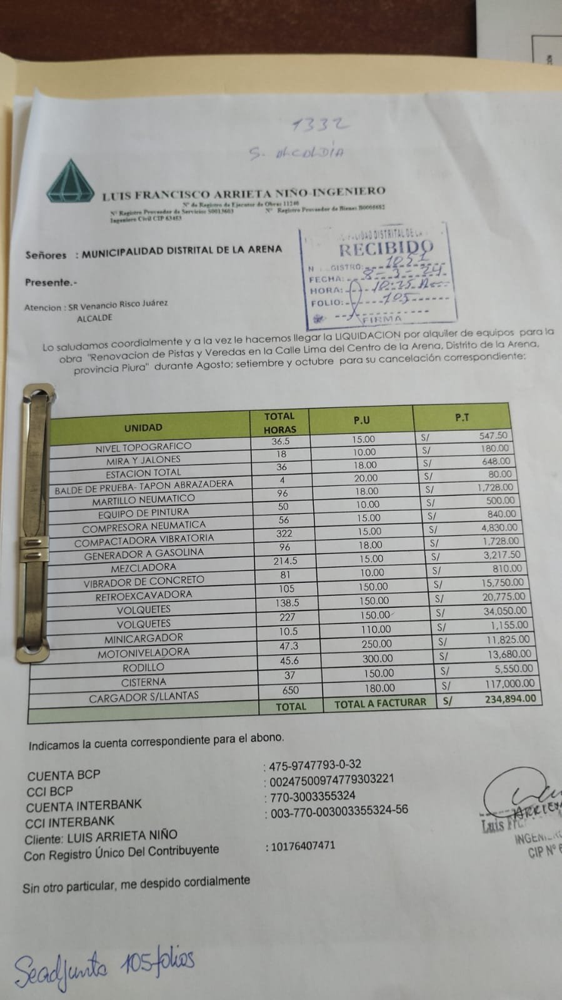 1332
S. ALCALDÍA
LUIS FRANCISCO ARRIETA NIÑO-INGENIERO
Nº de Registro de Ejecutor de Obras 11240
Nº Registro Proveedor de Servicios S0013603 Nº Registro Proveedor de Bienes B0008682
Ingeniero Civil CIP 63453
Señores : MUNICIPALIDAD DISTRITAL DE LA ARENA
DISTRITAL DE LA
RECIBIDO
GISTRO: 1051
FECHA: 8-3-24
HORA: 10:25 A
FOLIO: 105
FIRMA
Presente.-
Atencion : SR Venancio Risco Juárez
ALCALDE
Lo saludamos coordialmente y a la vez le hacemos llegar la LIQUIDACION por alquiler de equipos para la
obra "Renovacion de Pistas y Veredas en la Calle Lima del Centro de la Arena, Distrito de la Arena,
provincia Piura" durante Agosto; setiembre y octubre para su cancelación correspondiente:
UNIDAD TOTAL HORAS P.U P.T
NIVEL TOPOGRAFICO 36.5 15.00 S/ 547.50
MIRA Y JALONES 18 10.00 S/ 180.00
ESTACION TOTAL 36 18.00 S/ 648.00
BALDE DE PRUEBA- TAPON ABRAZADERA 4 20.00 S/ 80.00
MARTILLO NEUMATICO 96 18.00 S/ 1,728.00
EQUIPO DE PINTURA 50 10.00 S/ 500.00
COMPRESORA NEUMATICA 56 15.00 S/ 840.00
COMPACTADORA VIBRATORIA 322 15.00 S/ 4,830.00
GENERADOR A GASOLINA 96 18.00 S/ 1,728.00
MEZCLADORA 214.5 15.00 S/ 3,217.50
VIBRADOR DE CONCRETO 81 10.00 S/ 810.00
RETROEXCAVADORA 105 150.00 S/ 15,750.00
VOLQUETES 138.5 150.00 S/ 20,775.00
VOLQUETES 227 150.00 S/ 34,050.00
MINICARGADOR 10.5 110.00 S/ 1,155.00
MOTONIVELADORA 47.3 250.00 S/ 11,825.00
RODILLO 45.6 300.00 S/ 13,680.00
CISTERNA 37 150.00 S/ 5,550.00
CARGADOR S/LLANTAS 650 180.00 S/ 117,000.00
TOTAL TOTAL A FACTURAR S/ 234,894.00
Indicamos la cuenta correspondiente para el abono.
CUENTA BCP : 475-9747793-0-32
CCI BCP : 00247500974779303221
CUENTA INTERBANK : 770-3003355324
CCI INTERBANK : 003-770-003003355324-56
Cliente: LUIS ARRIETA NIÑO
Con Registro Único Del Contribuyente : 10176407471
Luis
CIP Nº 6
Sin otro particular, me despido cordialmente
Se adjunta 105 folios